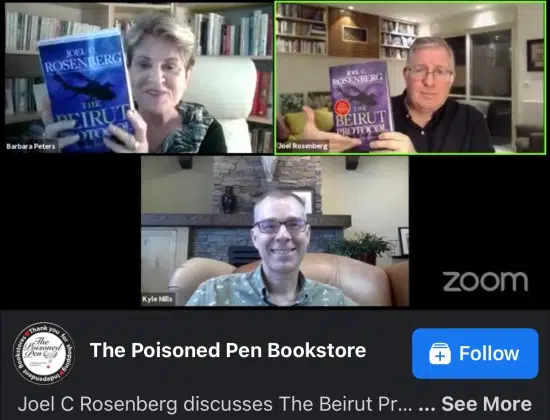 JOEL C.
ROSENBERG
THE
BEIRUT
PROTOCOL
Barbara Peters
JOEL C.
ROSENBERG
THE
BEIRUT
PROTOCOL
Joel Rosenberg
Kyle Mills
zoom
Thank you for shopping
Independent Bookstores
The
Poisoned
Pen
The Poisoned Pen Bookstore
Follow
Joel C Rosenberg discusses The Beirut Pr... ... See More